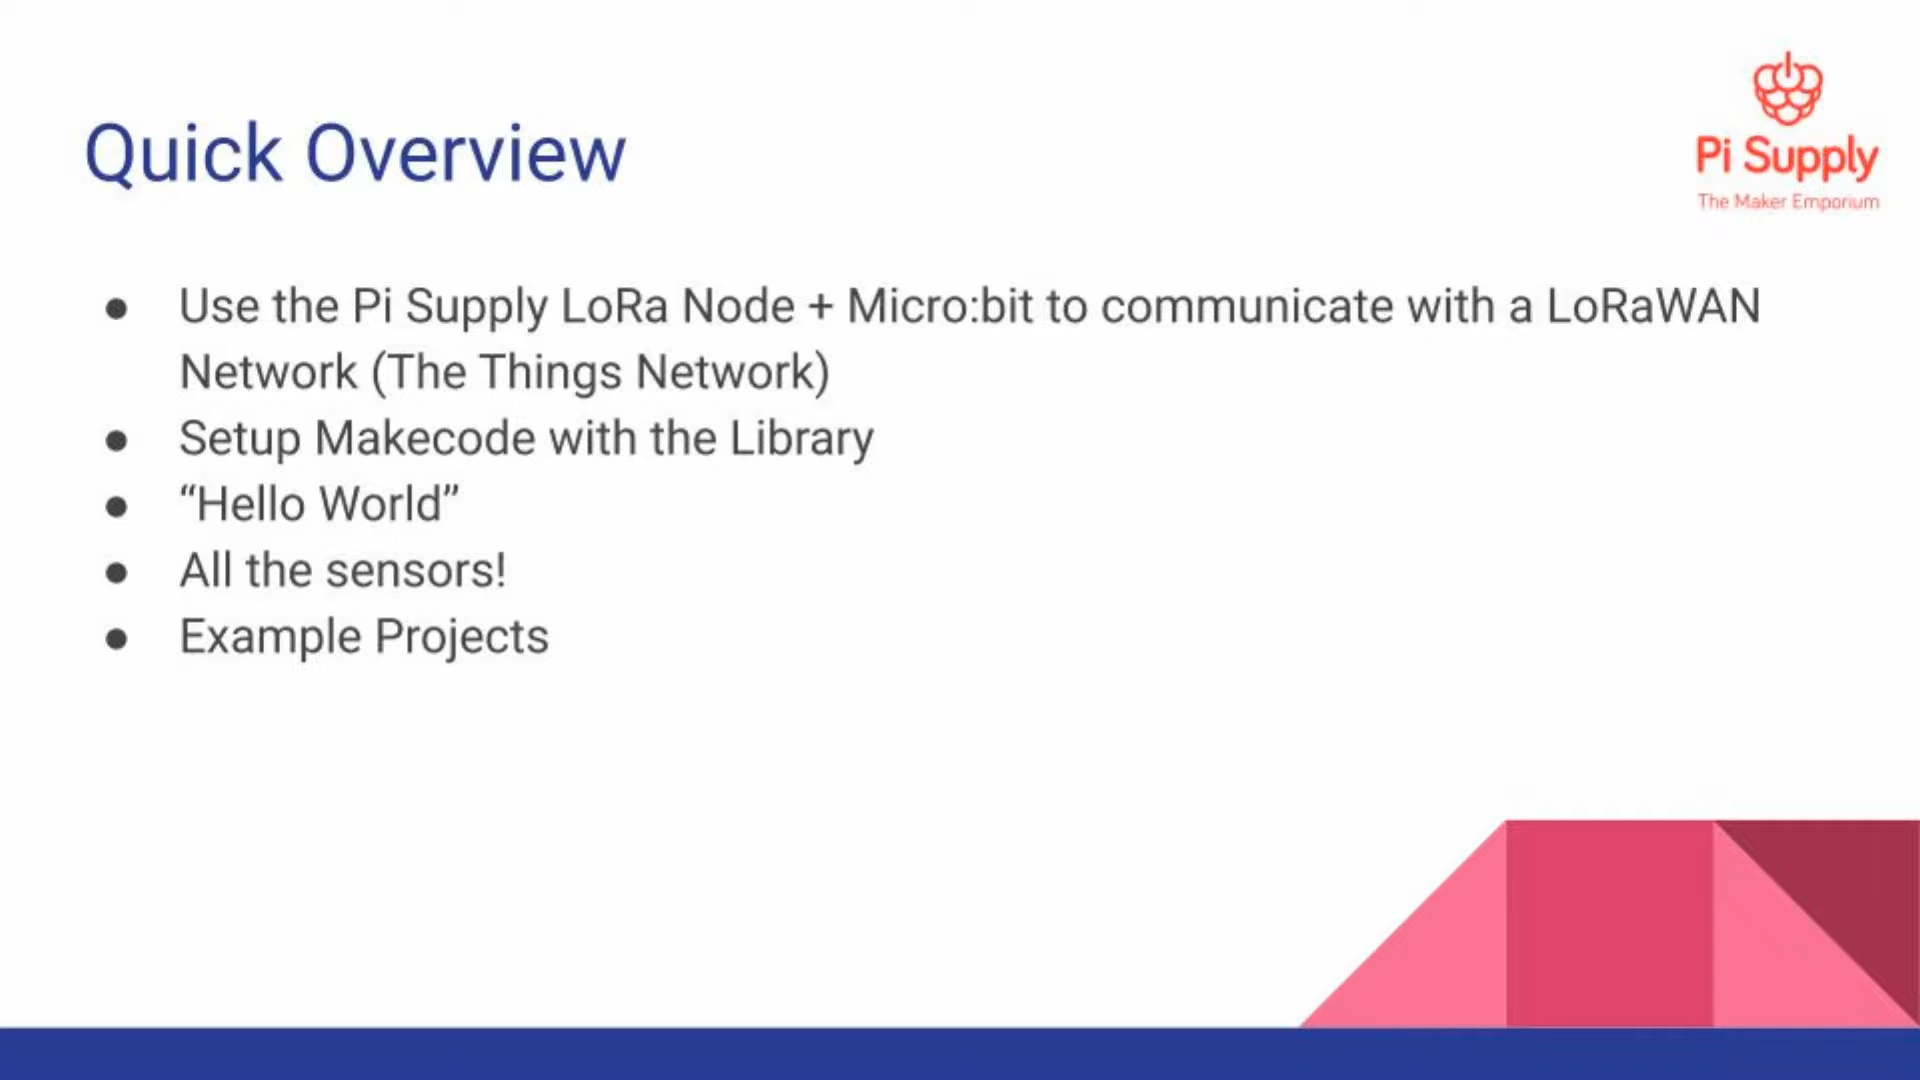 Quick Overview
Pi Supply
The Maker Emporium
● Use the Pi Supply LoRa Node + Micro:bit to communicate with a LoRaWAN
Network (The Things Network)
● Setup Makecode with the Library
● “Hello World”
● All the sensors!
● Example Projects